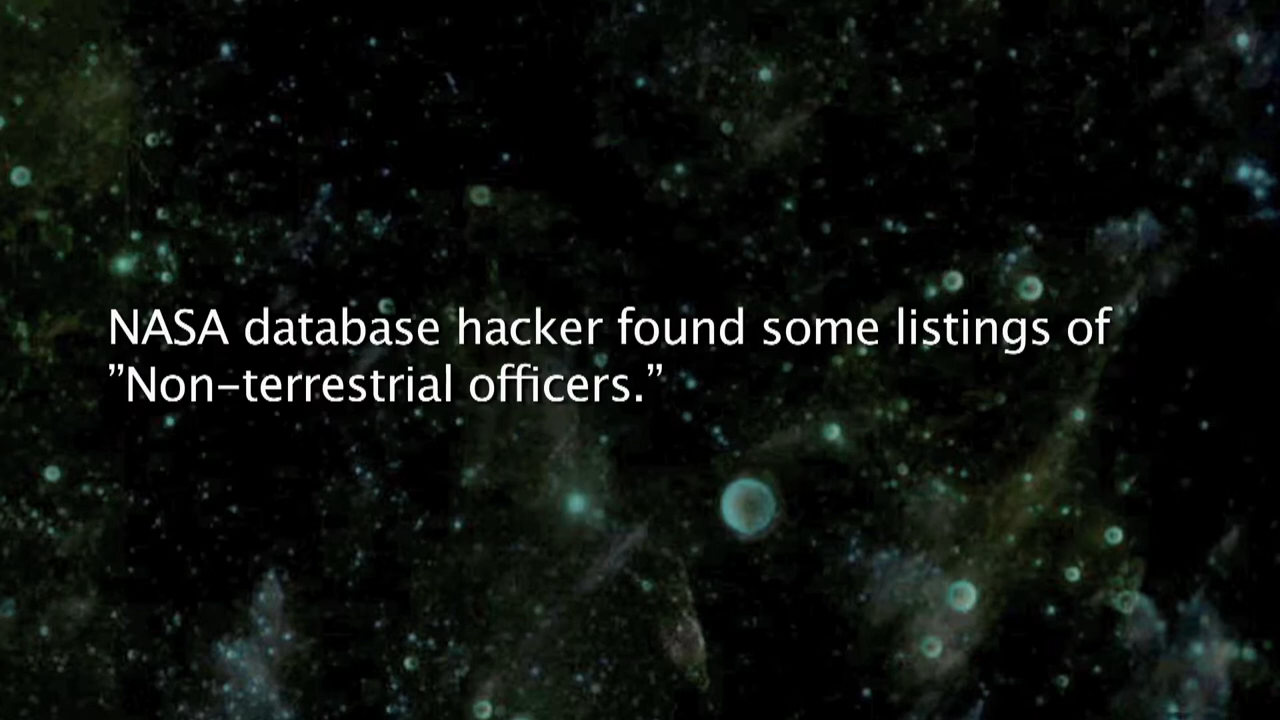 NASA database hacker found some listings of
”Non–terrestrial officers.”